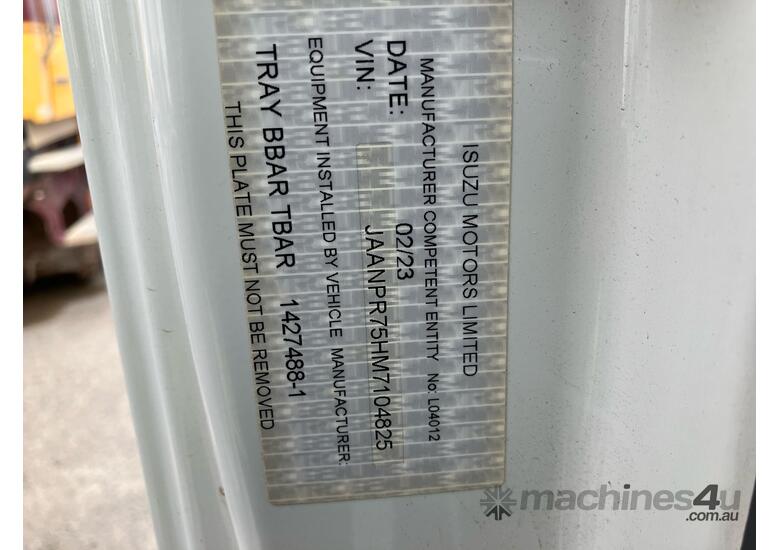 ISUZU MOTORS LIMITED
MANUFACTURER COMPETENT ENTITY No: L04012
DATE: 02/23
VIN: JAANPR75HM7104825
EQUIPMENT INSTALLED BY VEHICLE MANUFACTURER:
TRAY BBAR TBAR 1427488-1
THIS PLATE MUST NOT BE REMOVED
machines4u
.com.au